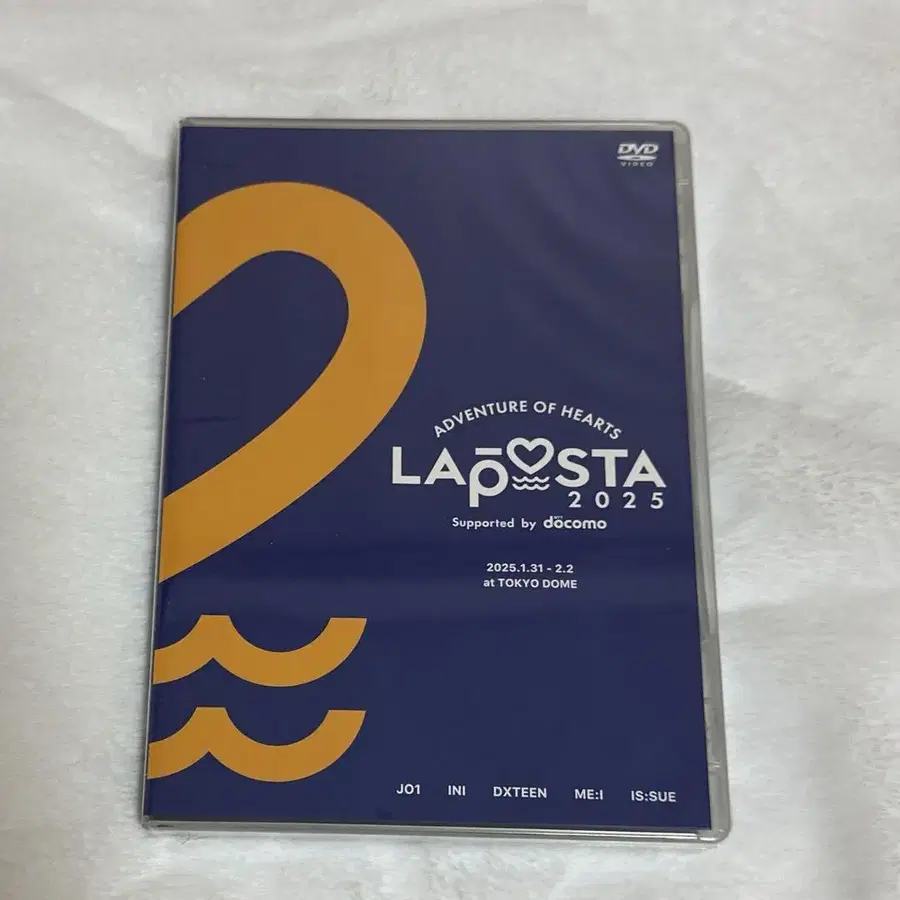 DVD
VIDEO
ADVENTURE OF HEARTS
LAPOSTA
2025
Supported by docomo
2025.1.31 - 2.2
at TOKYO DOME
JO1 INI DXTEEN ME:I IS:SUE